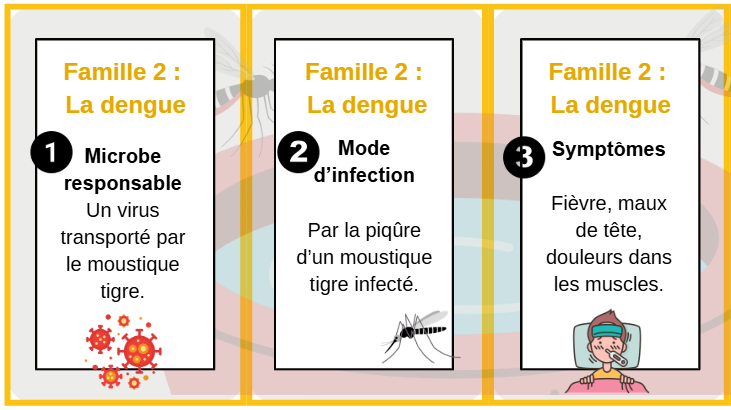 Famille 2 :
La dengue
1
Microbe
responsable
Un virus
transporté par
le moustique
tigre.
Famille 2 :
La dengue
2
Mode
d'infection
Par la piqûre
d'un moustique
tigre infecté.
Famille 2 :
La dengue
3
Symptômes
Fièvre, maux
de tête,
douleurs dans
les muscles.